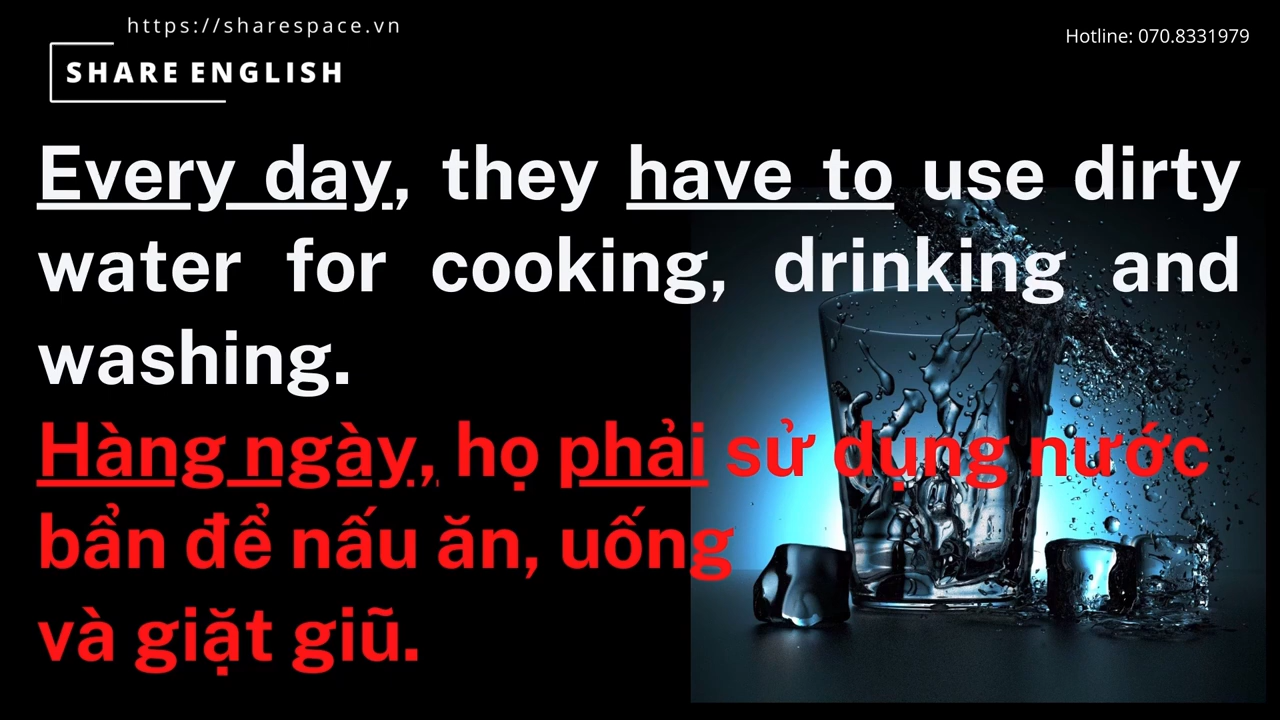 https://sharespace.vn
Hotline: 070.8331979
SHARE ENGLISH
Every day, they have to use dirty
water for cooking, drinking and
washing.
Hàng ngày, họ phải sử dụng nước
bẩn để nấu ăn, uống
và giặt giũ.